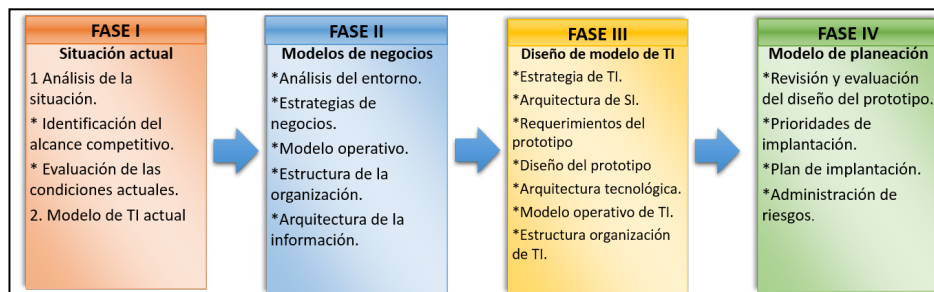 FASE I
Situación actual
1 Análisis de la
situación.
* Identificación del
alcance competitivo.
* Evaluación de las
condiciones actuales.
2. Modelo de TI actual
FASE II
Modelos de negocios
*Análisis del entorno.
*Estrategias de
negocios.
*Modelo operativo.
*Estructura de la
organización.
*Arquitectura de la
información.
FASE III
Diseño de modelo de TI
*Estrategia de TI.
*Arquitectura de SI.
*Requerimientos del
prototipo
*Diseño del prototipo
*Arquitectura tecnológica.
*Modelo operativo de TI.
*Estructura organización
de TI.
FASE IV
Modelo de planeación
*Revisión y evaluación
del diseño del prototipo.
*Prioridades de
implantación.
*Plan de implantación.
*Administración de
riesgos.